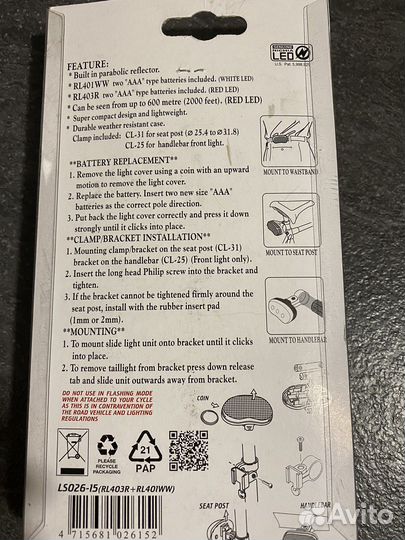 FEATURE:
* Built in parabolic reflector.
* RL401WW two "AAA" type batteries included. (WHITE LED)
* RL403R two "AAA" type batteries included. (RED LED)
* Can be seen from up to 600 metre (2000 feet). (RED LED)
* Super compact design and lightweight.
* Durable weather resistant case.
Clamp included: CL-31 for seat post (ø 25.4 to ø31.8)
CL-25 for handlebar front light.
GENUINE
NICHIA
LED
U.S. Pat.
**BATTERY REPLACEMENT**
1. Remove the light cover using a coin with an upward
motion to remove the light cover.
2. Replace the battery. Insert two new size "AAA"
batteries as the correct pole direction.
3. Put back the light cover correctly and press it down
strongly until it clicks into place.
**CLAMP/BRACKET INSTALLATION**
1. Mounting clamp/bracket on the seat post (CL-31)
bracket on the handlebar (CL-25) (Front light only).
2. Insert the long head Philip screw into the bracket and
tighten.
3. If the bracket cannot be tightened firmly around the
seat post, install with the rubber insert pad
(1mm or 2mm).
**MOUNTING**
1. To mount slide light unit onto bracket until it clicks
into place.
2. To remove taillight from bracket press down release
tab and slide unit outwards away from bracket.
MOUNT TO WAISTBAND
MOUNT TO SEAT POST
MOUNT TO HANDLEBAR
DO NOT USE IN FLASHING MODE
WHEN ATTACHED TO YOUR CYCLE
AS THIS IS IN CONTRAVENTION OF
THE ROAD VEHICLE AND LIGHTING
REGULATIONS
COIN
PLEASE
RECYCLE
PACKAGING
21
PAP
LS026-15(RL403R+RL401WW)
4 715681 026152
SEAT POST
HANDLEBAR
Avito